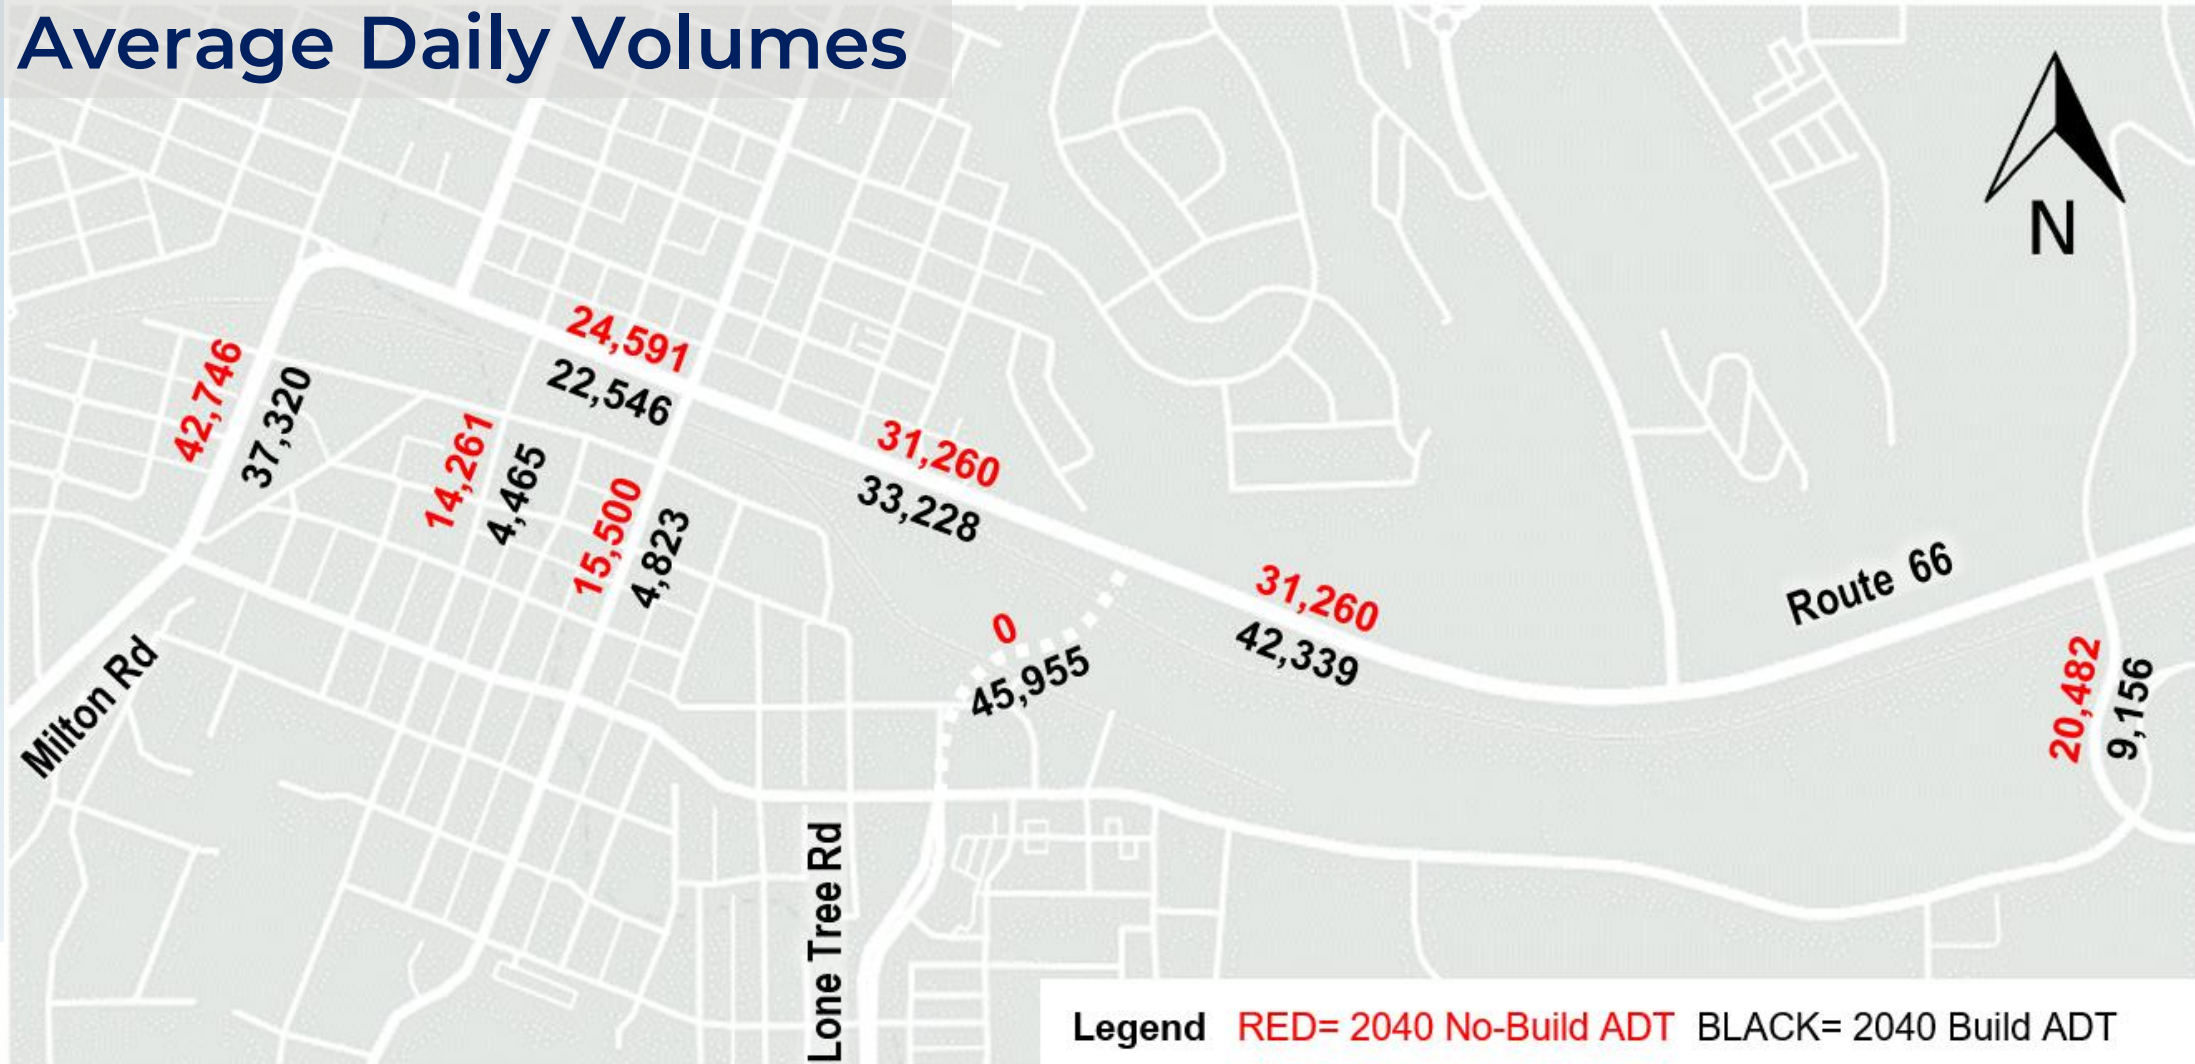 Average Daily Volumes
N
24,591
22,546
42,746
37,320
14,261
4,465
15,500
4,823
31,260
33,228
31,260
42,339
Route 66
0
45,955
20,482
9,156
Milton Rd
Lone Tree Rd
Legend RED= 2040 No-Build ADT BLACK= 2040 Build ADT